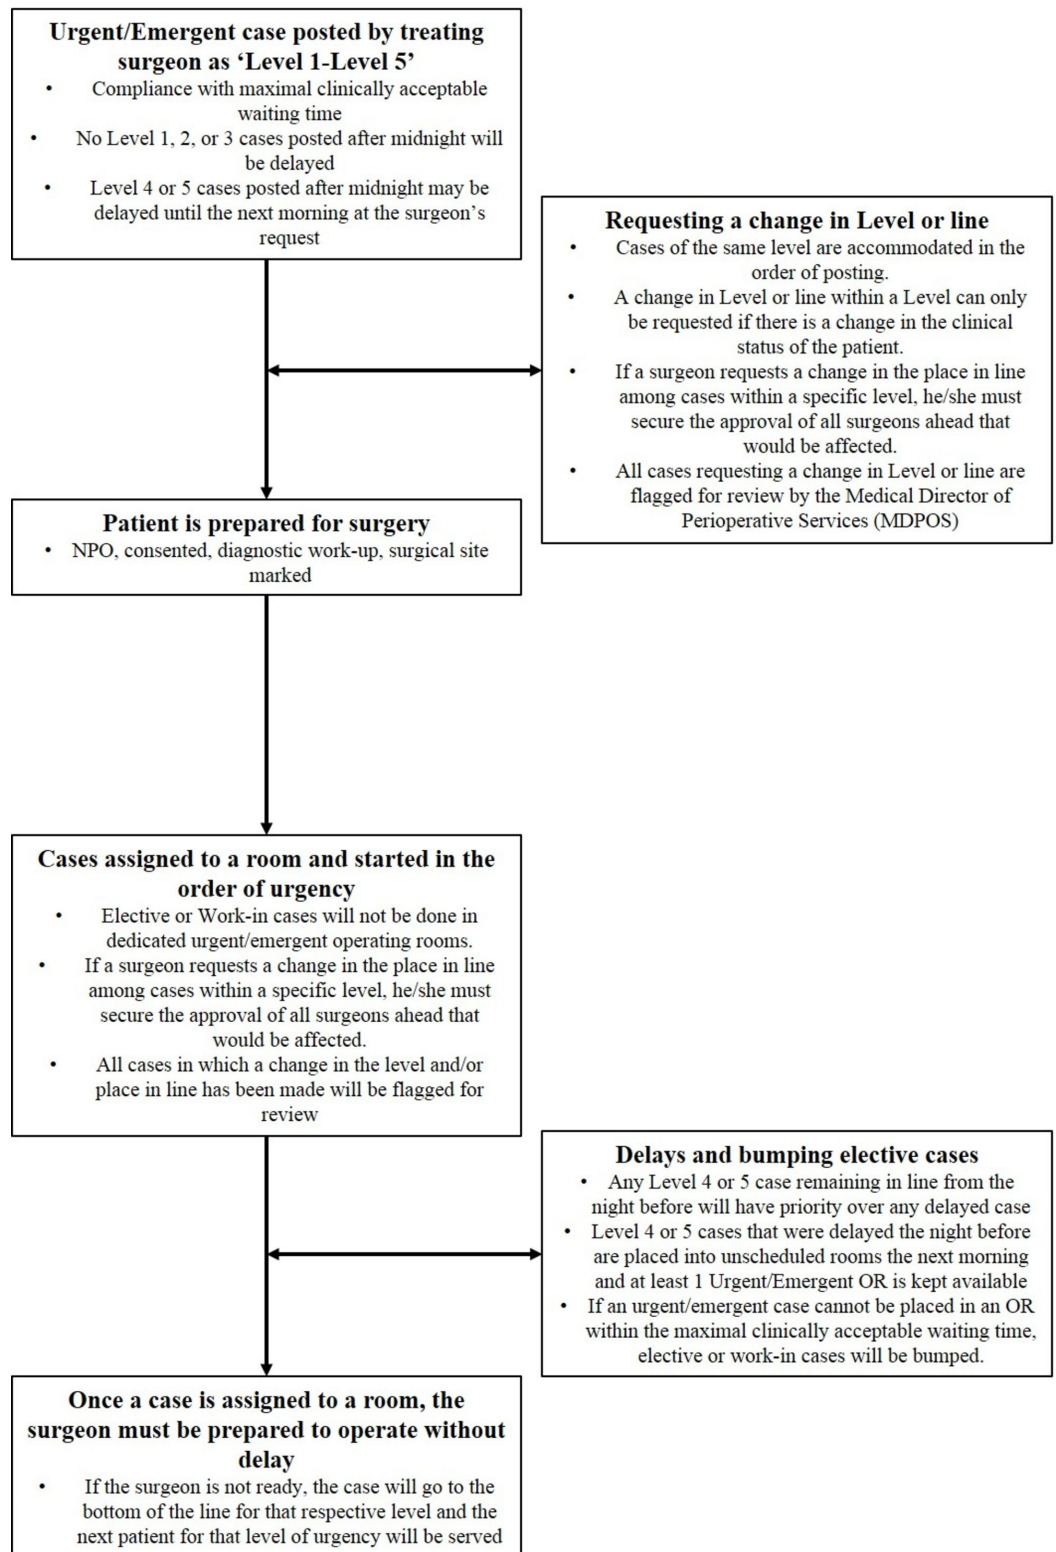 Urgent/Emergent case posted by treating
surgeon as ‘Level 1-Level 5’
• Compliance with maximal clinically acceptable
waiting time
• No Level 1, 2, or 3 cases posted after midnight will
be delayed
• Level 4 or 5 cases posted after midnight may be
delayed until the next morning at the surgeon’s
request
Requesting a change in Level or line
• Cases of the same level are accommodated in the
order of posting.
• A change in Level or line within a Level can only
be requested if there is a change in the clinical
status of the patient.
• If a surgeon requests a change in the place in line
among cases within a specific level, he/she must
secure the approval of all surgeons ahead that
would be affected.
• All cases requesting a change in Level or line are
flagged for review by the Medical Director of
Perioperative Services (MDPOS)
Patient is prepared for surgery
• NPO, consented, diagnostic work-up, surgical site
marked
Cases assigned to a room and started in the
order of urgency
• Elective or Work-in cases will not be done in
dedicated urgent/emergent operating rooms.
• If a surgeon requests a change in the place in line
among cases within a specific level, he/she must
secure the approval of all surgeons ahead that
would be affected.
• All cases in which a change in the level and/or
place in line has been made will be flagged for
review
Delays and bumping elective cases
• Any Level 4 or 5 case remaining in line from the
night before will have priority over any delayed case
• Level 4 or 5 cases that were delayed the night before
are placed into unscheduled rooms the next morning
and at least 1 Urgent/Emergent OR is kept available
• If an urgent/emergent case cannot be placed in an OR
within the maximal clinically acceptable waiting time,
elective or work-in cases will be bumped.
Once a case is assigned to a room, the
surgeon must be prepared to operate without
delay
• If the surgeon is not ready, the case will go to the
bottom of the line for that respective level and the
next patient for that level of urgency will be served